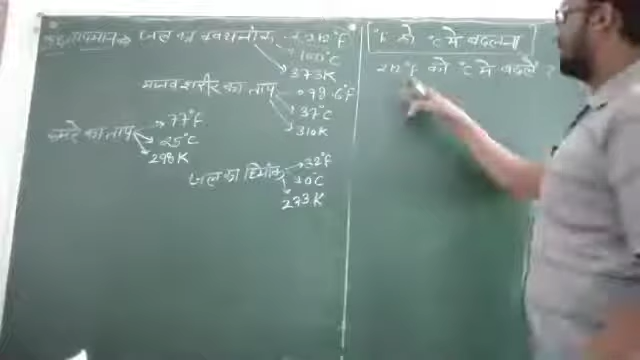 तापमान ⇒ जल का क्वथनांक → 212°F
→ 100°C
→ 373K
मानव शरीर का ताप → 98.6°F
→ 37°C
→ 310K
कमरे का ताप → 77°F
→ 25°C
→ 298K
जल का हिमांक → 32°F
→ 0°C
→ 273K
°F को °C में बदलना
212°F को °C में बदलें ?